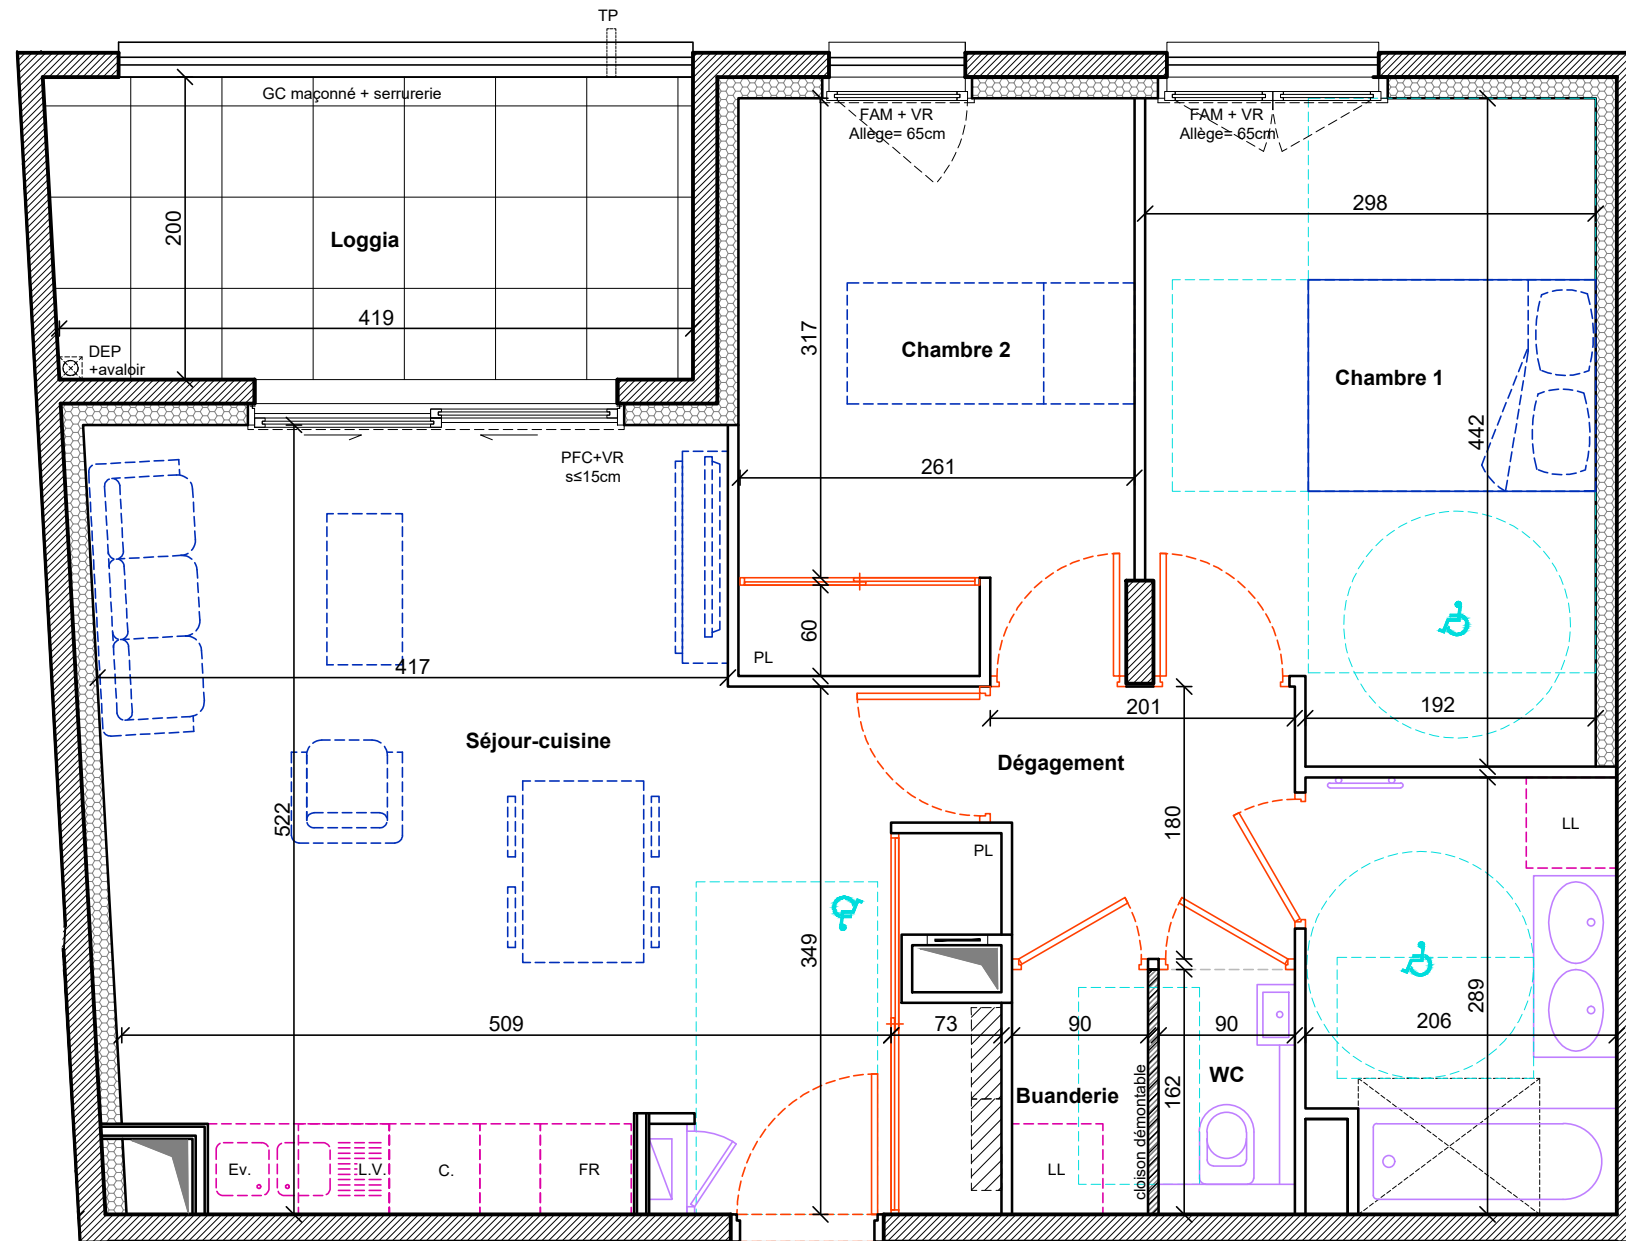 TP
GC maçonné + serrurerie
FAM + VR
Allège= 65cm
FAM + VR
Allège= 65cm
200
Loggia
298
419
317
Chambre 2
Chambre 1
DEP
+avaloir
442
PFC+VR
s≤15cm
261
60
PL
417
201
192
Séjour-cuisine
Dégagement
522
180
LL
PL
349
289
509
73
90
90
206
WC
Buanderie
162
cloison démontable
Ev.
L.V.
C.
FR
LL